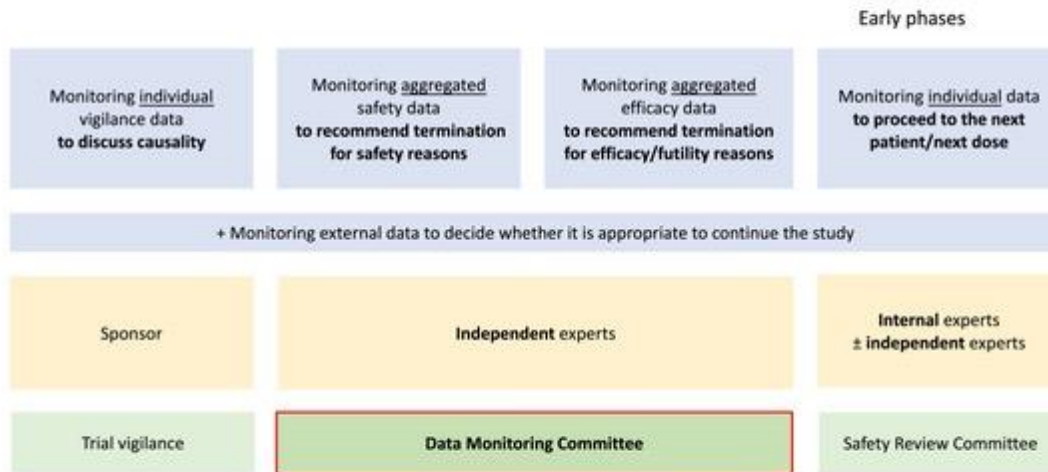 Early phases
Monitoring individual
vigilance data
to discuss causality
Monitoring aggregated
safety data
to recommend termination
for safety reasons
Monitoring aggregated
efficacy data
to recommend termination
for efficacy/futility reasons
Monitoring individual data
to proceed to the next
patient/next dose
+ Monitoring external data to decide whether it is appropriate to continue the study
Sponsor
Independent experts
Internal experts
± independent experts
Trial vigilance
Data Monitoring Committee
Safety Review Committee